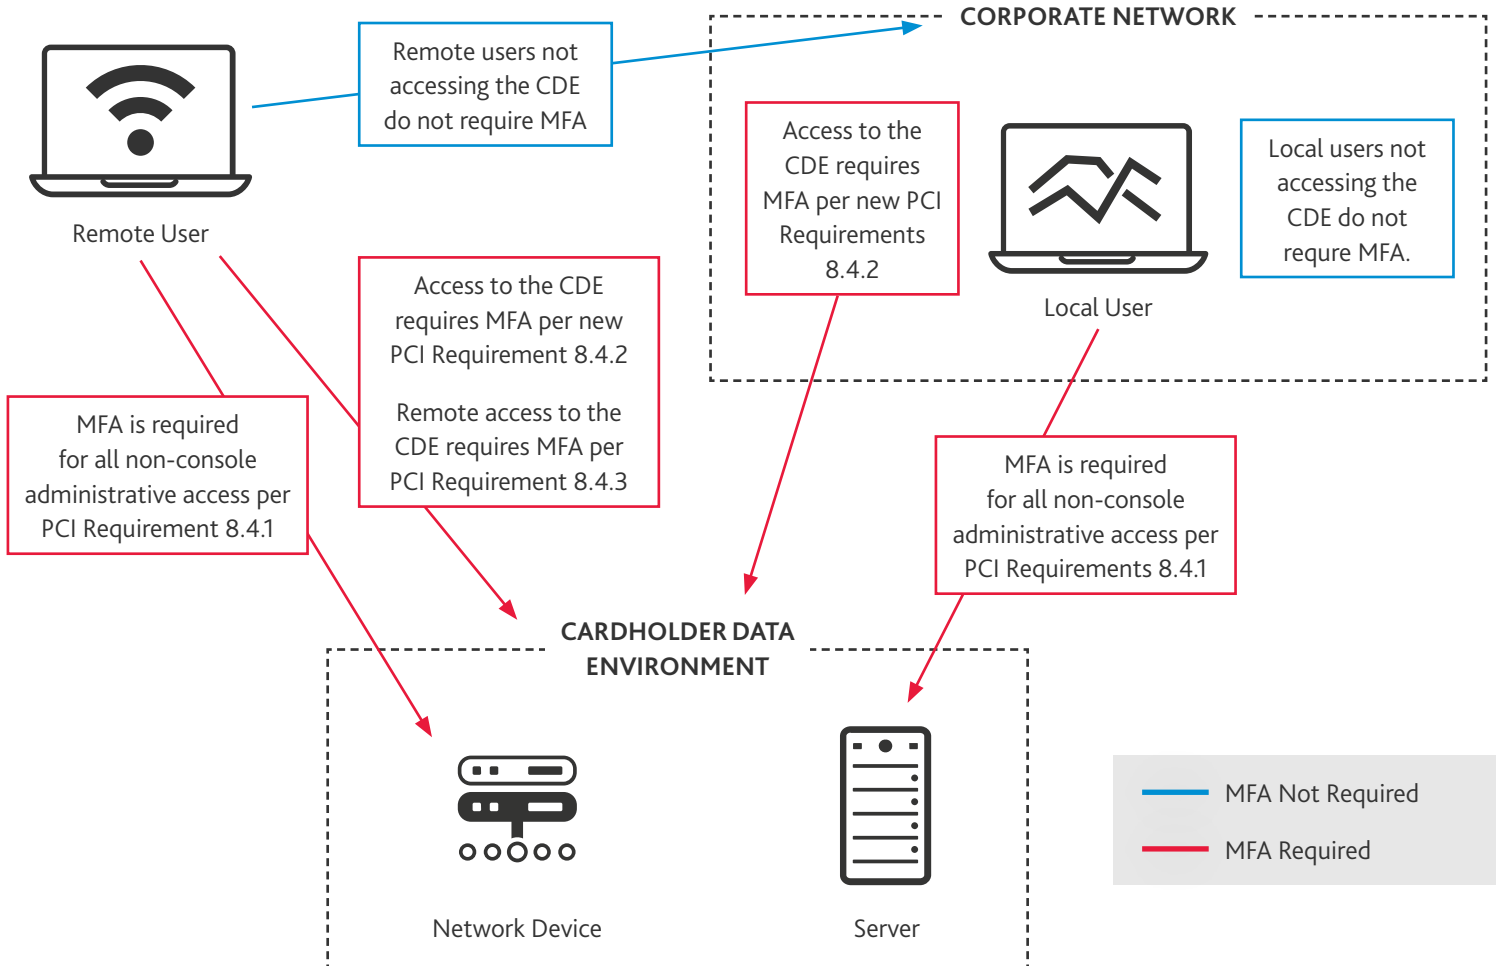 CORPORATE NETWORK
Remote users not
accessing the CDE
do not require MFA
Remote User
Access to the
CDE requires
MFA per new PCI
Requirements
8.4.2
Local User
Local users not
accessing the
CDE do not
requre MFA.
Access to the CDE
requires MFA per new
PCI Requirement 8.4.2
Remote access to the
CDE requires MFA per
PCI Requirement 8.4.3
MFA is required
for all non-console
administrative access per
PCI Requirement 8.4.1
MFA is required
for all non-console
administrative access per
PCI Requirements 8.4.1
CARDHOLDER DATA
ENVIRONMENT
Network Device
Server
MFA Not Required
MFA Required